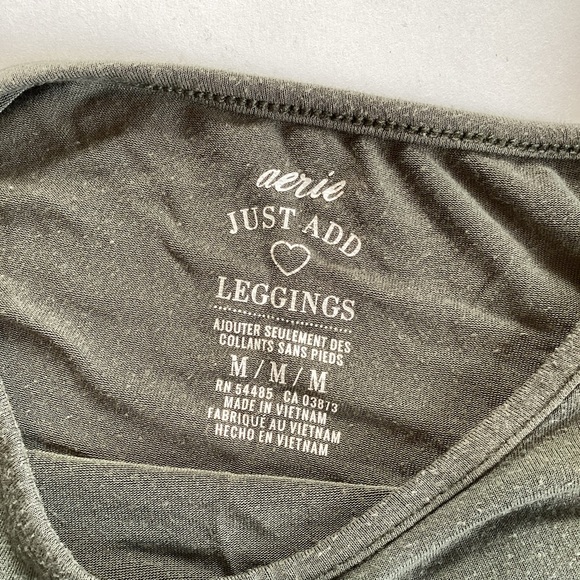 aerie
JUST ADD
LEGGINGS
AJOUTER SEULEMENT DES
COLLANTS SANS PIEDS
M / M / M
RN 54485 CA 03873
MADE IN VIETNAM
FABRIQUÉ AU VIETNAM
HECHO EN VIETNAM